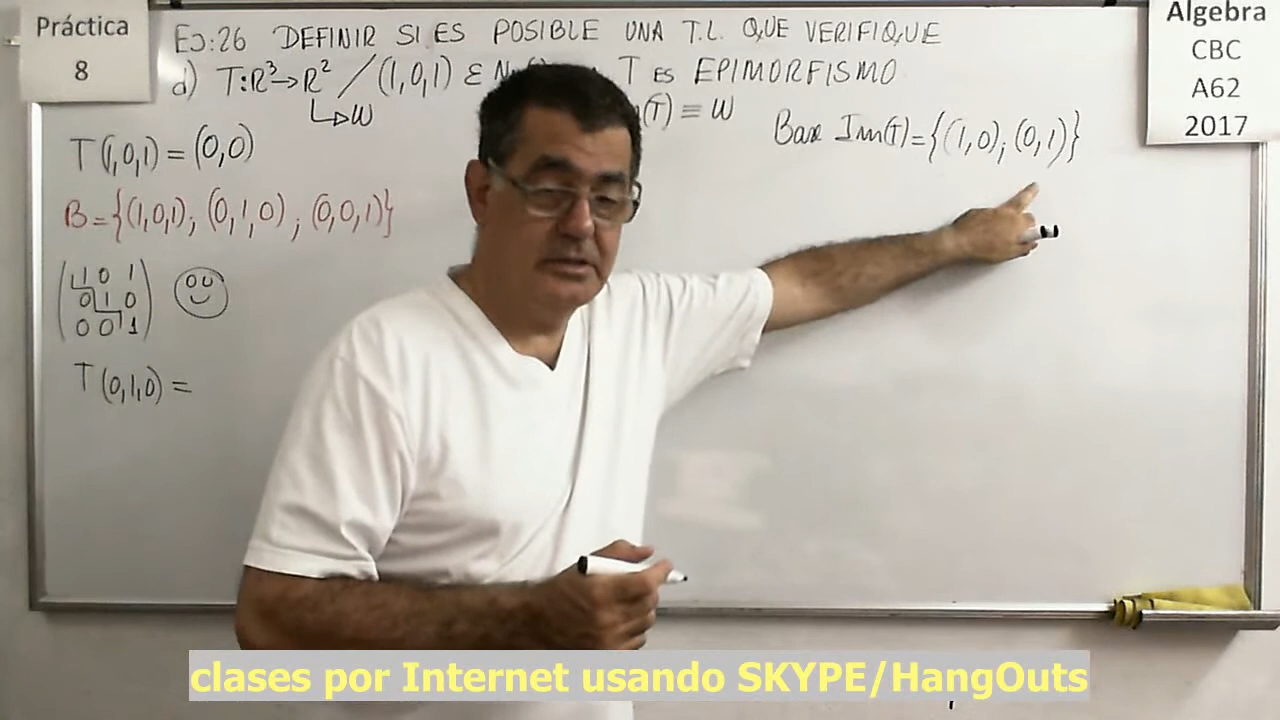 Práctica
8
EJ:26 DEFINIR SI ES POSIBLE UNA T.L. QUE VERIFIQUE
d) T:R³→R² / (1,0,1) ε N T ES EPIMORFISMO
↳W
(T) ≡ W
Base Im(T)={(1,0);(0,1)}
T(1,0,1)=(0,0)
B={(1,0,1);(0,1,0);(0,0,1)}
1 0 1
0 1 0
0 0 1
T(0,1,0)=
Algebra
CBC
A62
2017
clases por Internet usando SKYPE/HangOuts